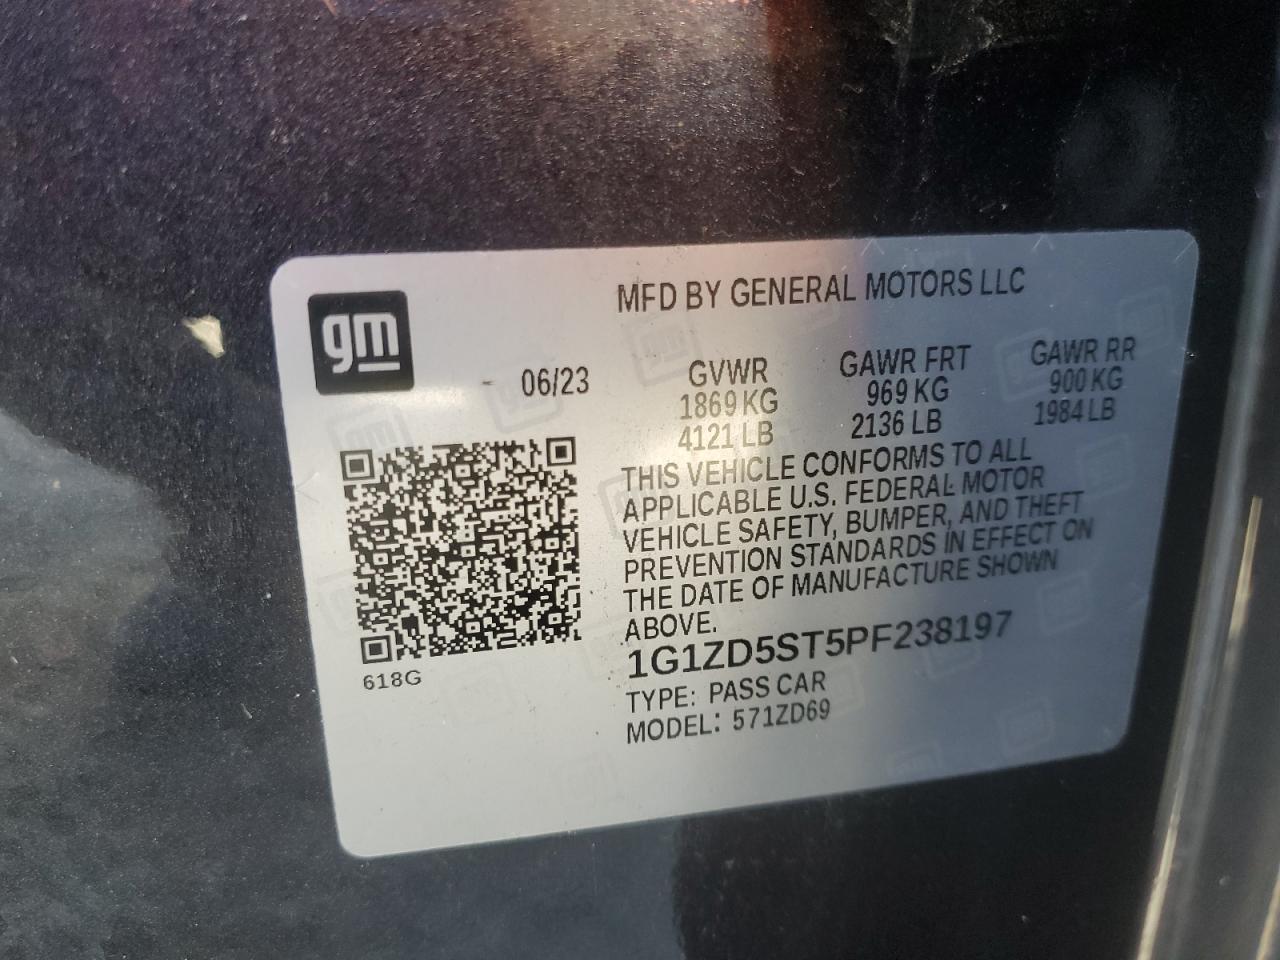 gm
MFD BY GENERAL MOTORS LLC
06/23
GVWR GAWR FRT GAWR RR
1869 KG 969 KG 900 KG
4121 LB 2136 LB 1984 LB
THIS VEHICLE CONFORMS TO ALL
APPLICABLE U.S. FEDERAL MOTOR
VEHICLE SAFETY, BUMPER, AND THEFT
PREVENTION STANDARDS IN EFFECT ON
THE DATE OF MANUFACTURE SHOWN
ABOVE.
1G1ZD5ST5PF238197
TYPE: PASS CAR
MODEL: 571ZD69
618G